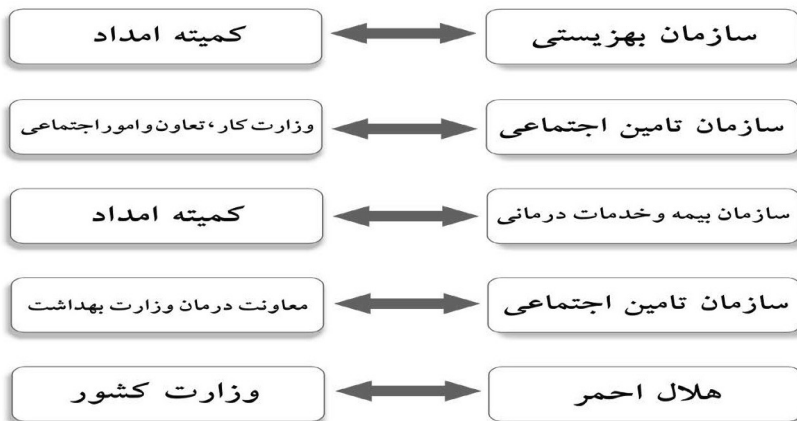 سازمان بهزیستی
کمیته امداد
سازمان تامین اجتماعی
وزارت کار، تعاون و امور اجتماعی
سازمان بیمه و خدمات درمانی
کمیته امداد
سازمان تامین اجتماعی
معاونت درمان وزارت بهداشت
هلال احمر
وزارت کشور